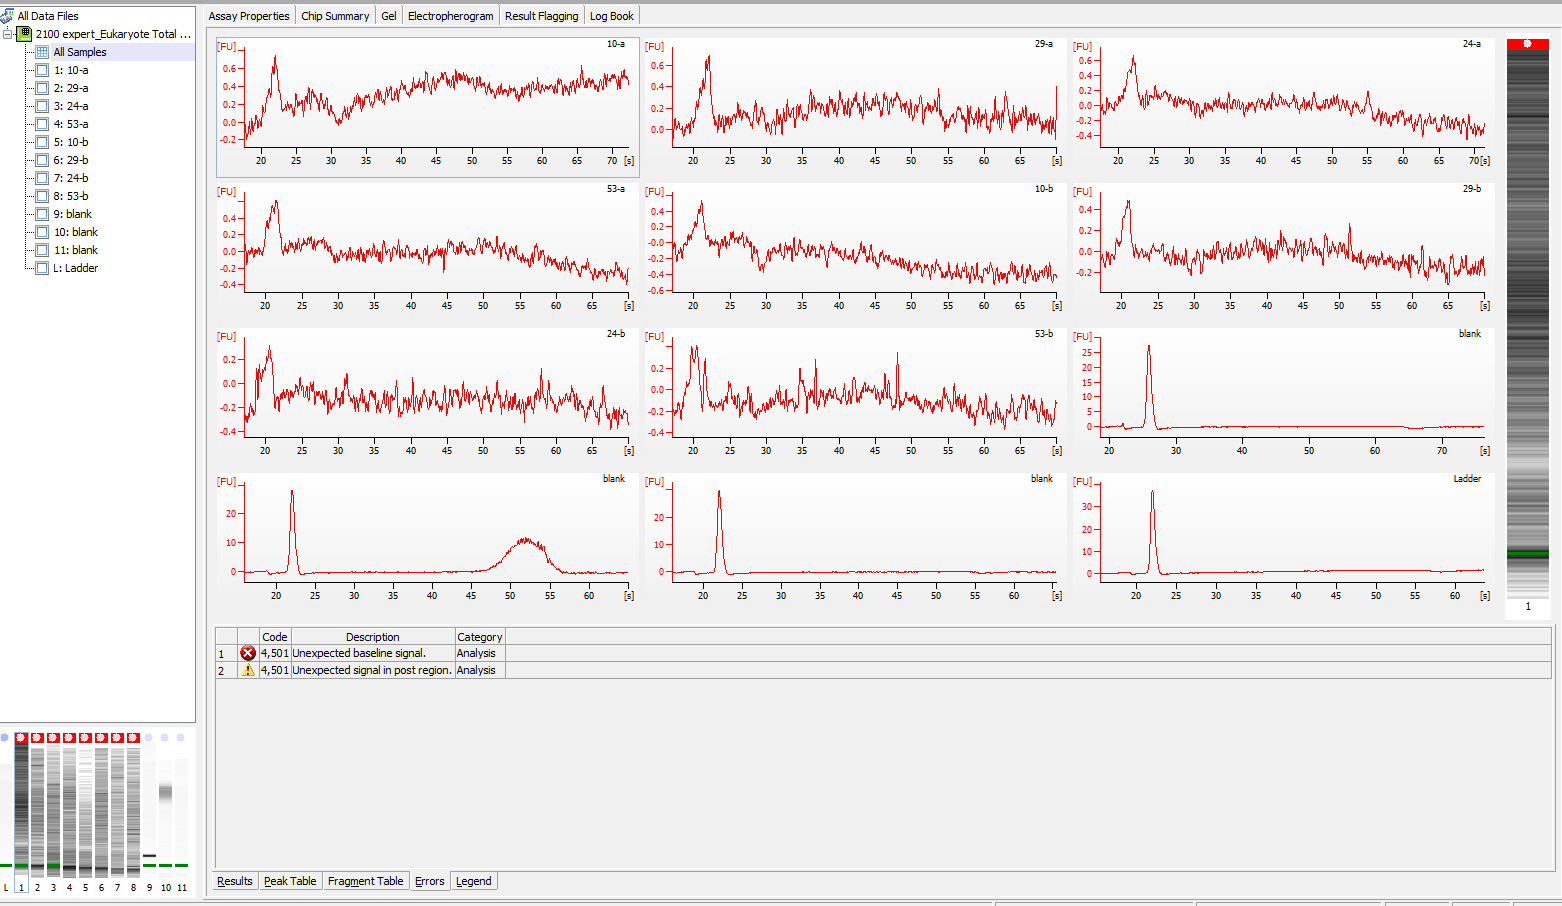 All Data Files
2100 expert_Eukaryote Total ...
All Samples
1: 10-a
2: 29-a
3: 24-a
4: 53-a
5: 10-b
6: 29-b
7: 24-b
8: 53-b
9: blank
10: blank
11: blank
L: Ladder
Assay Properties Chip Summary Gel Electropherogram Result Flagging Log Book
[FU] 10-a
0.6
0.4
0.2
0.0
-0.2
20 25 30 35 40 45 50 55 60 65 70 [s]
[FU] 29-a
0.6
0.4
0.2
0.0
20 25 30 35 40 45 50 55 60 65 [s]
[FU] 24-a
0.6
0.4
0.2
0.0
-0.2
-0.4
20 25 30 35 40 45 50 55 60 65 70 [s]
[FU] 53-a
0.4
0.2
0.0
-0.2
-0.4
20 25 30 35 40 45 50 55 60 65 [s]
[FU] 10-b
0.4
0.2
-0.0
-0.2
-0.4
-0.6
20 25 30 35 40 45 50 55 60 65 70 [s]
[FU] 29-b
0.4
0.2
0.0
-0.2
20 25 30 35 40 45 50 55 60 65 [s]
[FU] 24-b
0.2
0.0
-0.2
-0.4
20 25 30 35 40 45 50 55 60 65 [s]
[FU] 53-b
0.2
0.0
-0.2
-0.4
20 25 30 35 40 45 50 55 60 65 [s]
[FU] blank
25
20
15
10
5
0
20 30 40 50 60 70 [s]
[FU] blank
20
10
0
20 25 30 35 40 45 50 55 60 [s]
[FU] blank
20
10
0
20 25 30 35 40 45 50 55 60 [s]
[FU] Ladder
30
20
10
0
20 25 30 35 40 45 50 55 60 [s]
1
Code Description Category
1 4,501 Unexpected baseline signal. Analysis
2 4,501 Unexpected signal in post region. Analysis
L 1 2 3 4 5 6 7 8 9 10 11
Results Peak Table Fragment Table Errors Legend